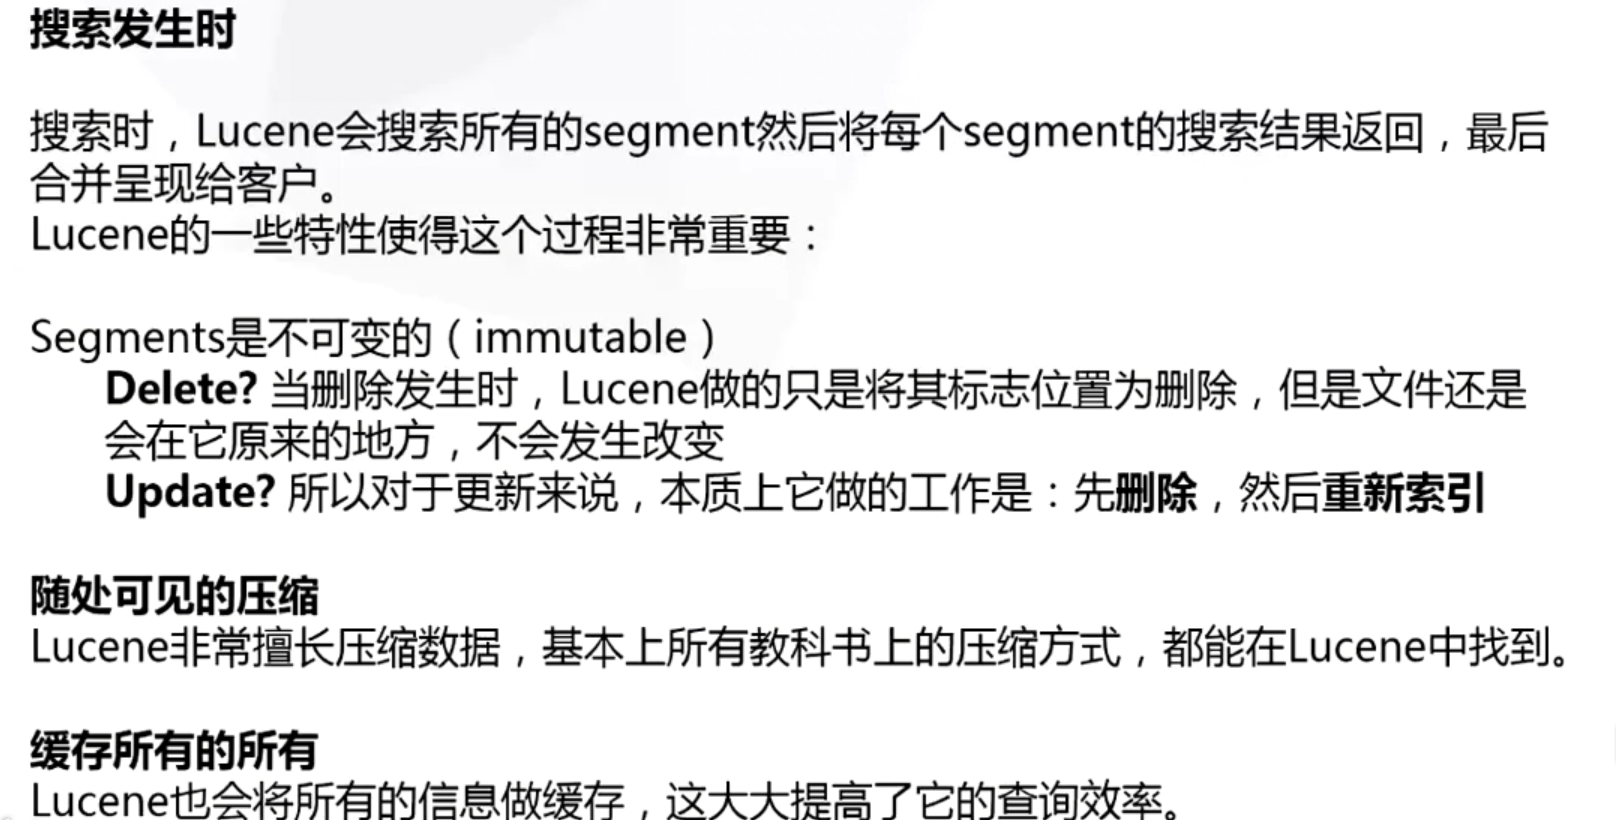 搜索发生时
搜索时，Lucene会搜索所有的segment然后将每个segment的搜索结果返回，最后
合并呈现给客户。
Lucene的一些特性使得这个过程非常重要：
Segments是不可变的（immutable）
Delete? 当删除发生时，Lucene做的只是将其标志位置为删除，但是文件还是
会在它原来的地方，不会发生改变
Update? 所以对于更新来说，本质上它做的工作是：先删除，然后重新索引
随处可见的压缩
Lucene非常擅长压缩数据，基本上所有教科书上的压缩方式，都能在Lucene中找到。
缓存所有的所有
Lucene也会将所有的信息做缓存，这大大提高了它的查询效率。